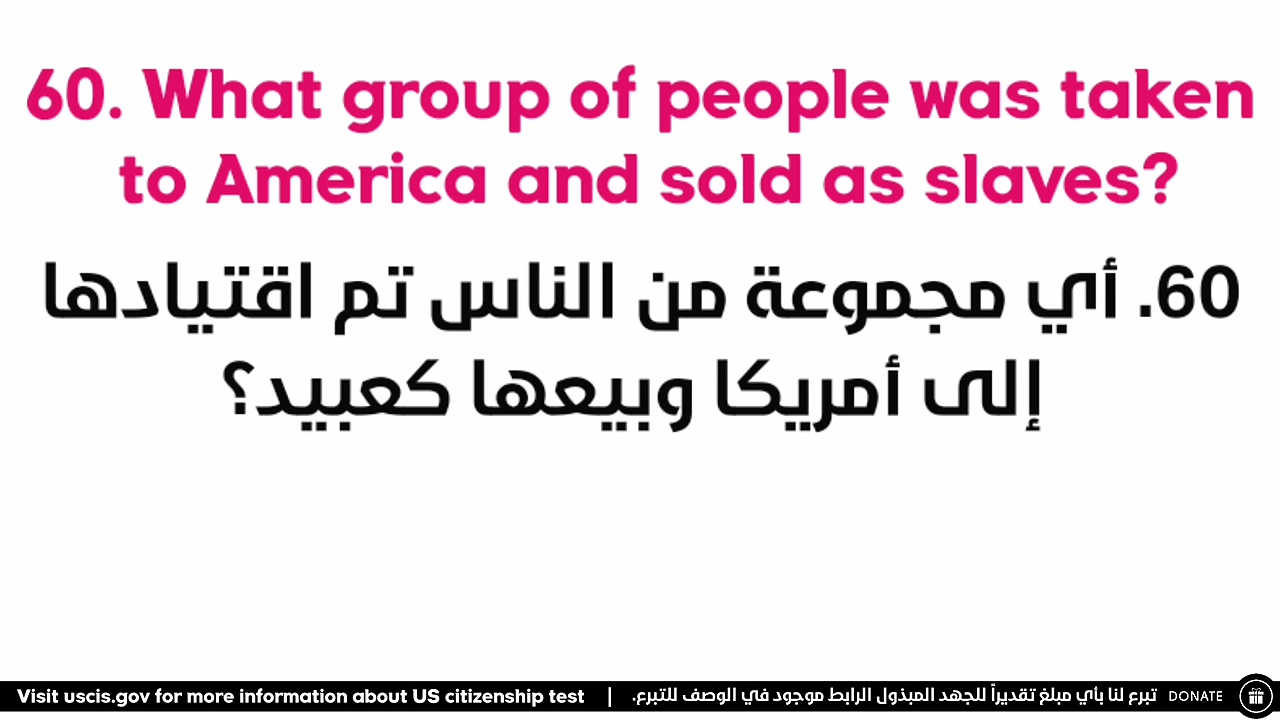 60. What group of people was taken
to America and sold as slaves?
60. أي مجموعة من الناس تم اقتيادها
إلى أمريكا وبيعها كعبيد؟
Visit uscis.gov for more information about US citizenship test | تبرع لنا بأي مبلغ تقديراً للجهد المبذول الرابط موجود في الوصف للتبرع. DONATE